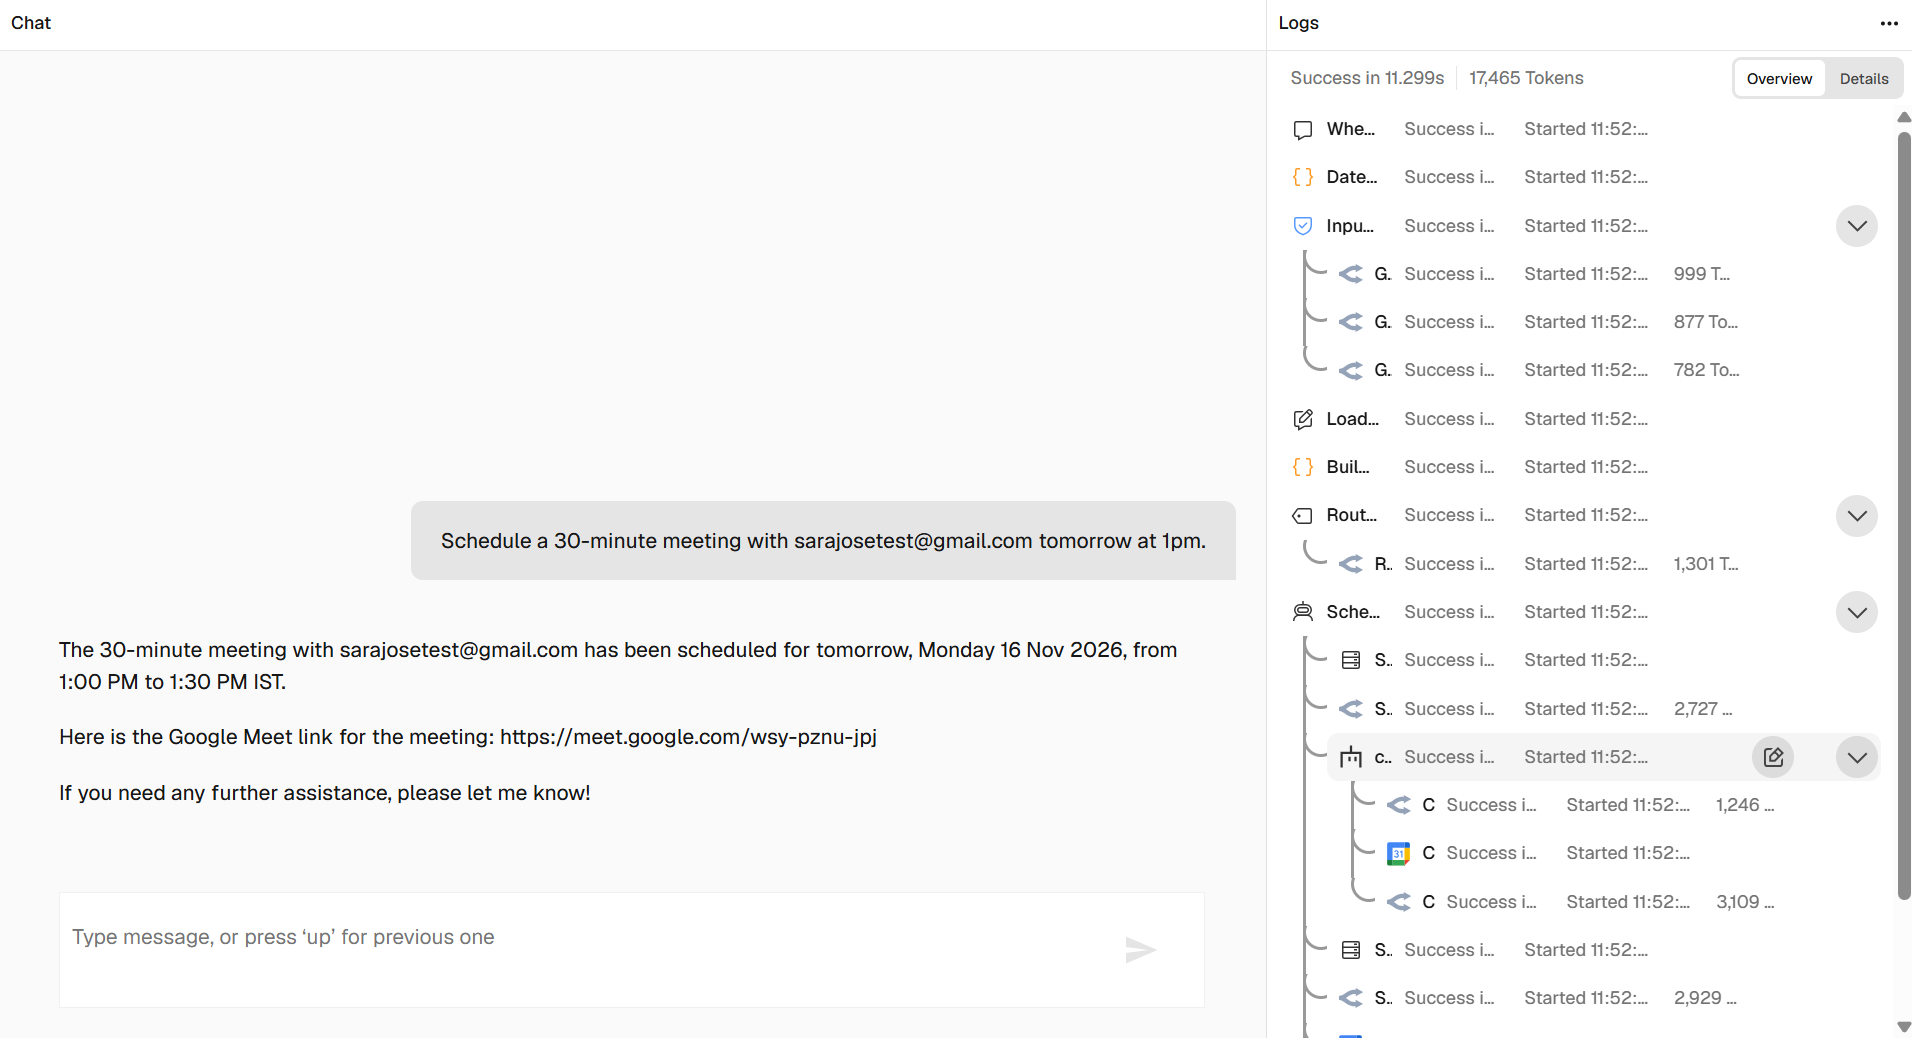 Chat
Logs
Success in 11.299s 17,465 Tokens Overview Details
Whe... Success i... Started 11:52:...
Date... Success i... Started 11:52:...
Inpu... Success i... Started 11:52:...
G. Success i... Started 11:52:... 999 T...
G. Success i... Started 11:52:... 877 To...
G. Success i... Started 11:52:... 782 To...
Load... Success i... Started 11:52:...
Buil... Success i... Started 11:52:...
Rout... Success i... Started 11:52:...
R. Success i... Started 11:52:... 1,301 T...
Sche... Success i... Started 11:52:...
S. Success i... Started 11:52:...
S. Success i... Started 11:52:... 2,727 ...
c.. Success i... Started 11:52:...
C Success i... Started 11:52:... 1,246 ...
31 C Success i... Started 11:52:...
C Success i... Started 11:52:... 3,109 ...
S. Success i... Started 11:52:...
S. Success i... Started 11:52:... 2,929 ...
Schedule a 30-minute meeting with sarajosetest@gmail.com tomorrow at 1pm.
The 30-minute meeting with sarajosetest@gmail.com has been scheduled for tomorrow, Monday 16 Nov 2026, from
1:00 PM to 1:30 PM IST.
Here is the Google Meet link for the meeting: https://meet.google.com/wsy-pznu-jpj
If you need any further assistance, please let me know!
Type message, or press ‘up’ for previous one